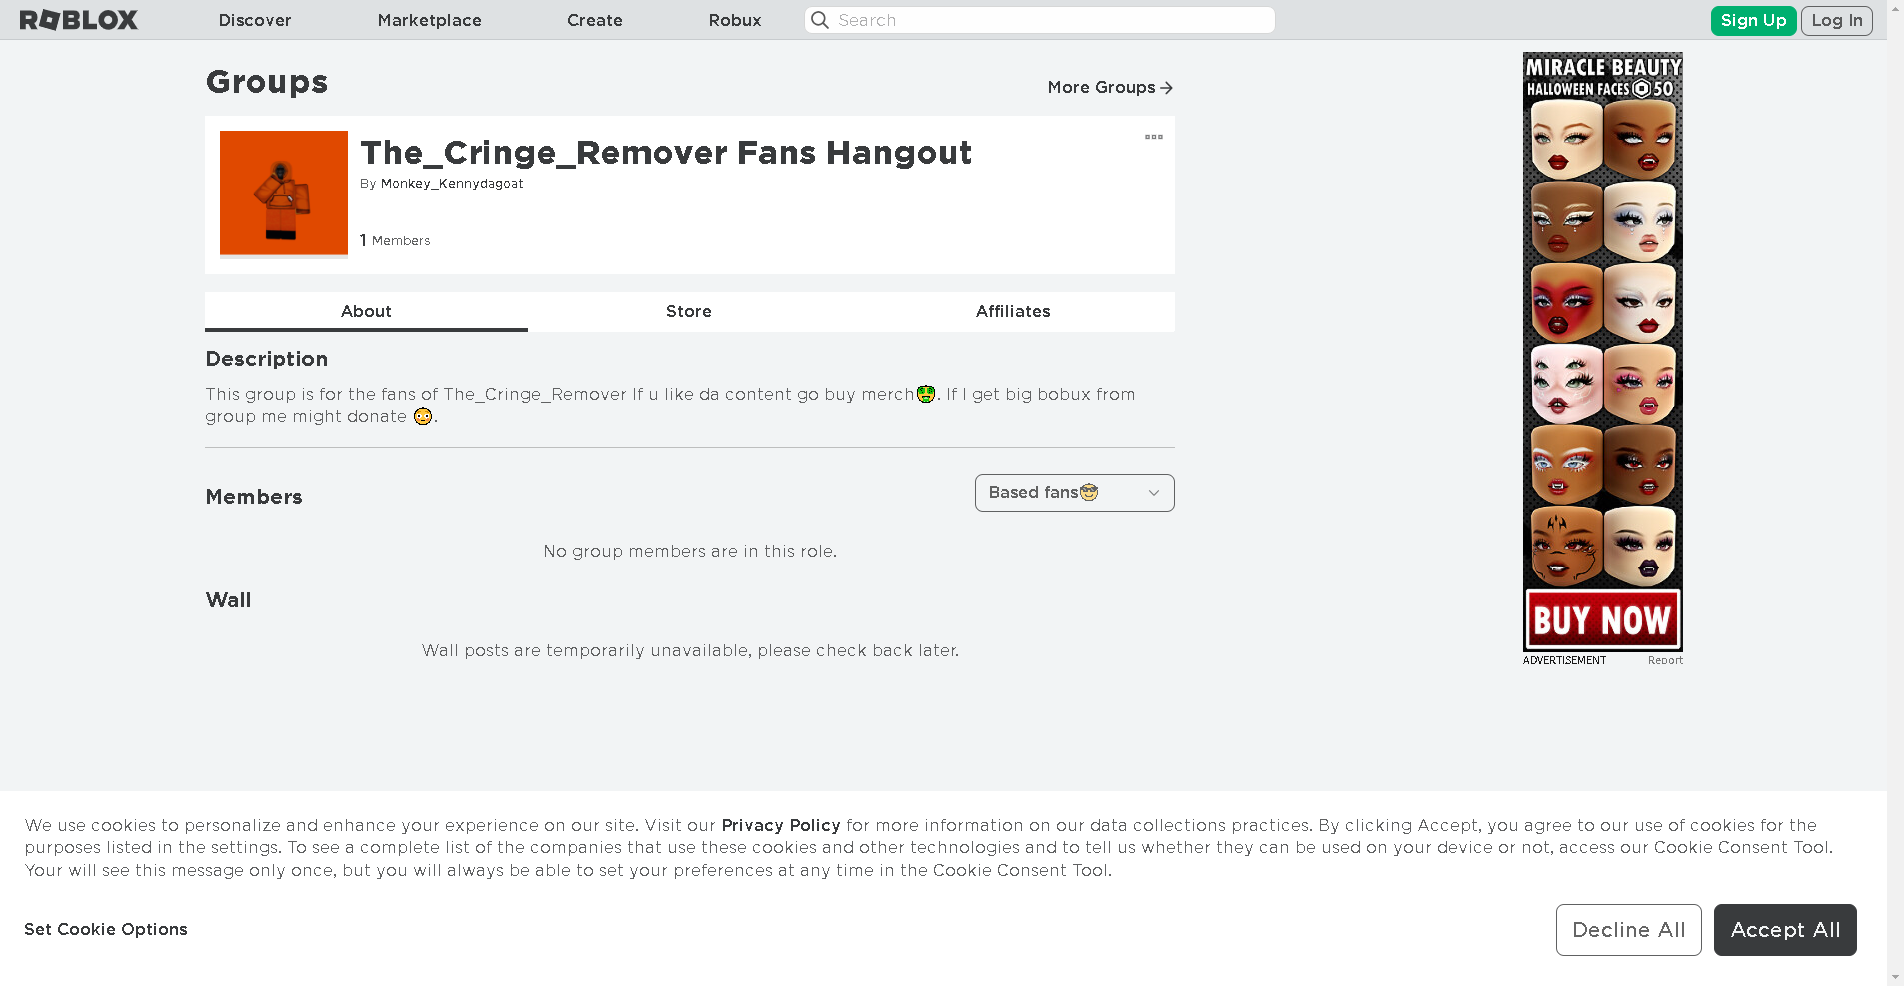 ROBLOX
Discover
Marketplace
Create
Robux
Search
Sign Up
Log In
Groups
More Groups
The_Cringe_Remover Fans Hangout
By Monkey_Kennydagoat
1 Members
About
Store
Affiliates
Description
This group is for the fans of The_Cringe_Remover If u like da content go buy merch🤑. If I get big bobux from
group me might donate 😳.
Members
Based fans😎
No group members are in this role.
Wall
Wall posts are temporarily unavailable, please check back later.
MIRACLE BEAUTY
HALLOWEEN FACES 50
BUY NOW
ADVERTISEMENT
Report
We use cookies to personalize and enhance your experience on our site. Visit our Privacy Policy for more information on our data collections practices. By clicking Accept, you agree to our use of cookies for the
purposes listed in the settings. To see a complete list of the companies that use these cookies and other technologies and to tell us whether they can be used on your device or not, access our Cookie Consent Tool.
Your will see this message only once, but you will always be able to set your preferences at any time in the Cookie Consent Tool.
Set Cookie Options
Decline All
Accept All